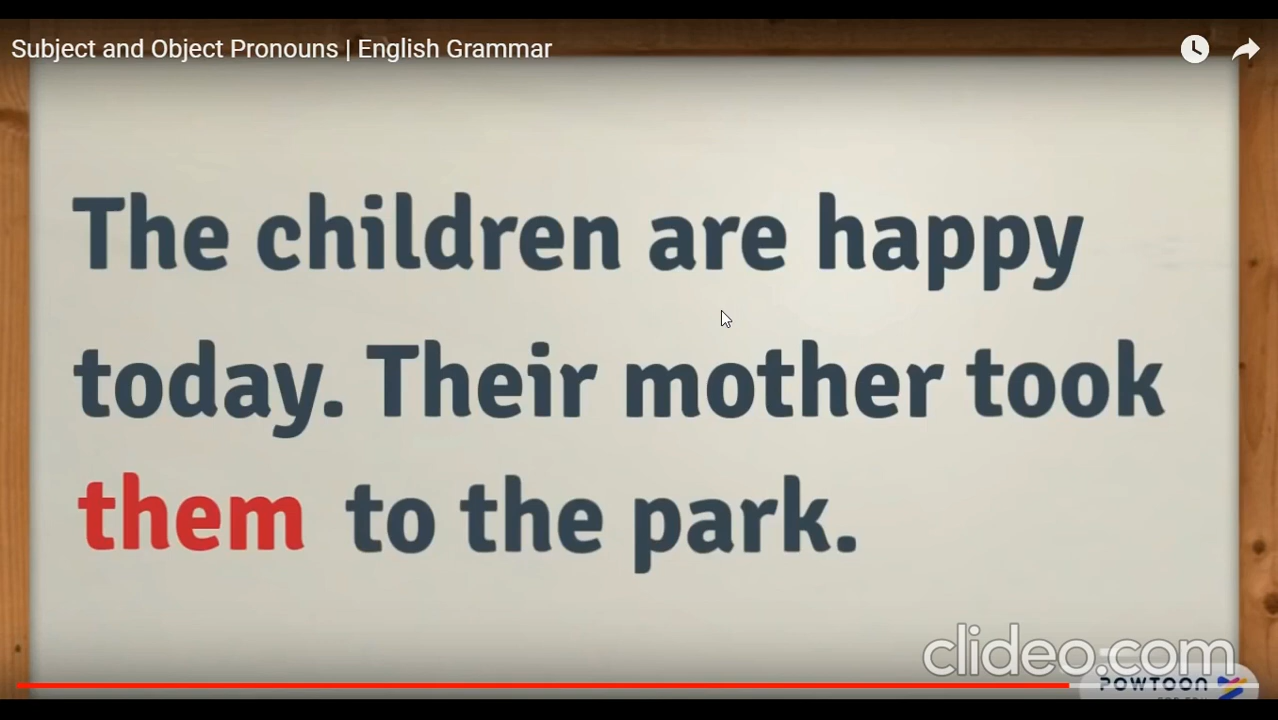 Subject and Object Pronouns | English Grammar
The children are happy
today. Their mother took
them to the park.
clideo.com
POWTOON